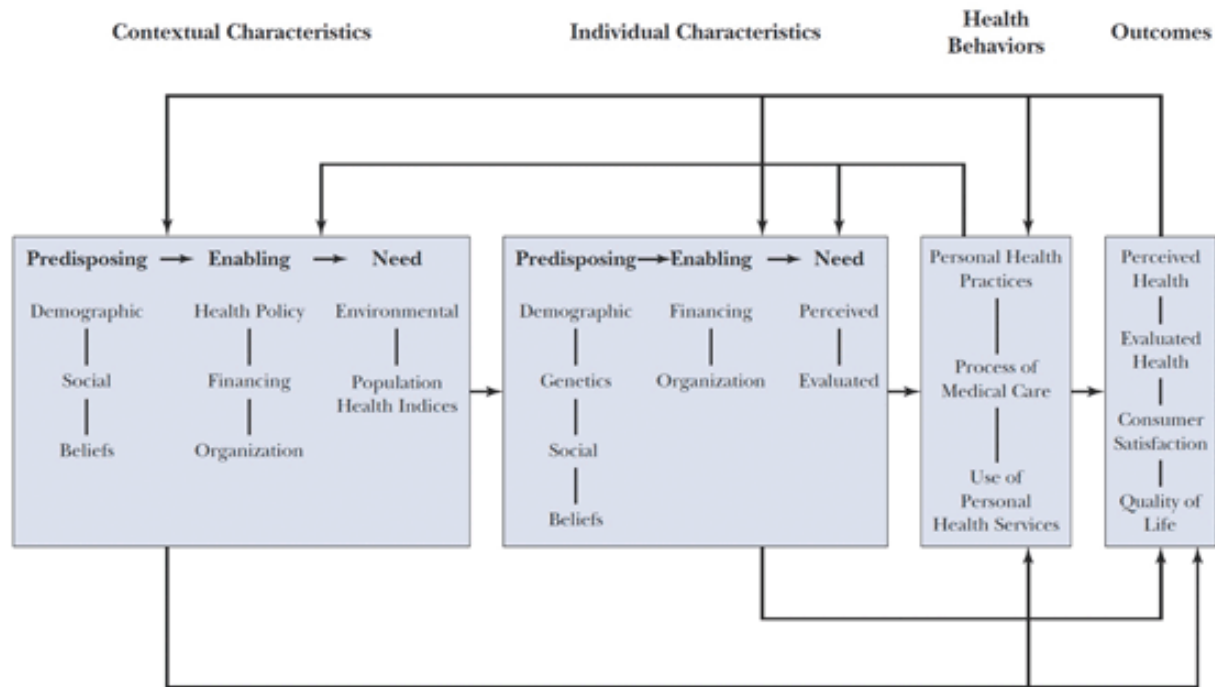 Contextual Characteristics
Individual Characteristics
Health
Behaviors
Outcomes
Predisposing Enabling Need
Demographic
Social
Beliefs
Health Policy
Financing
Organization
Environmental
Population
Health Indices
Predisposing Enabling Need
Demographic
Genetics
Social
Beliefs
Financing
Organization
Perceived
Evaluated
Personal Health
Practices
Process of
Medical Care
Use of
Personal
Health Services
Perceived
Health
Evaluated
Health
Consumer
Satisfaction
Quality of
Life